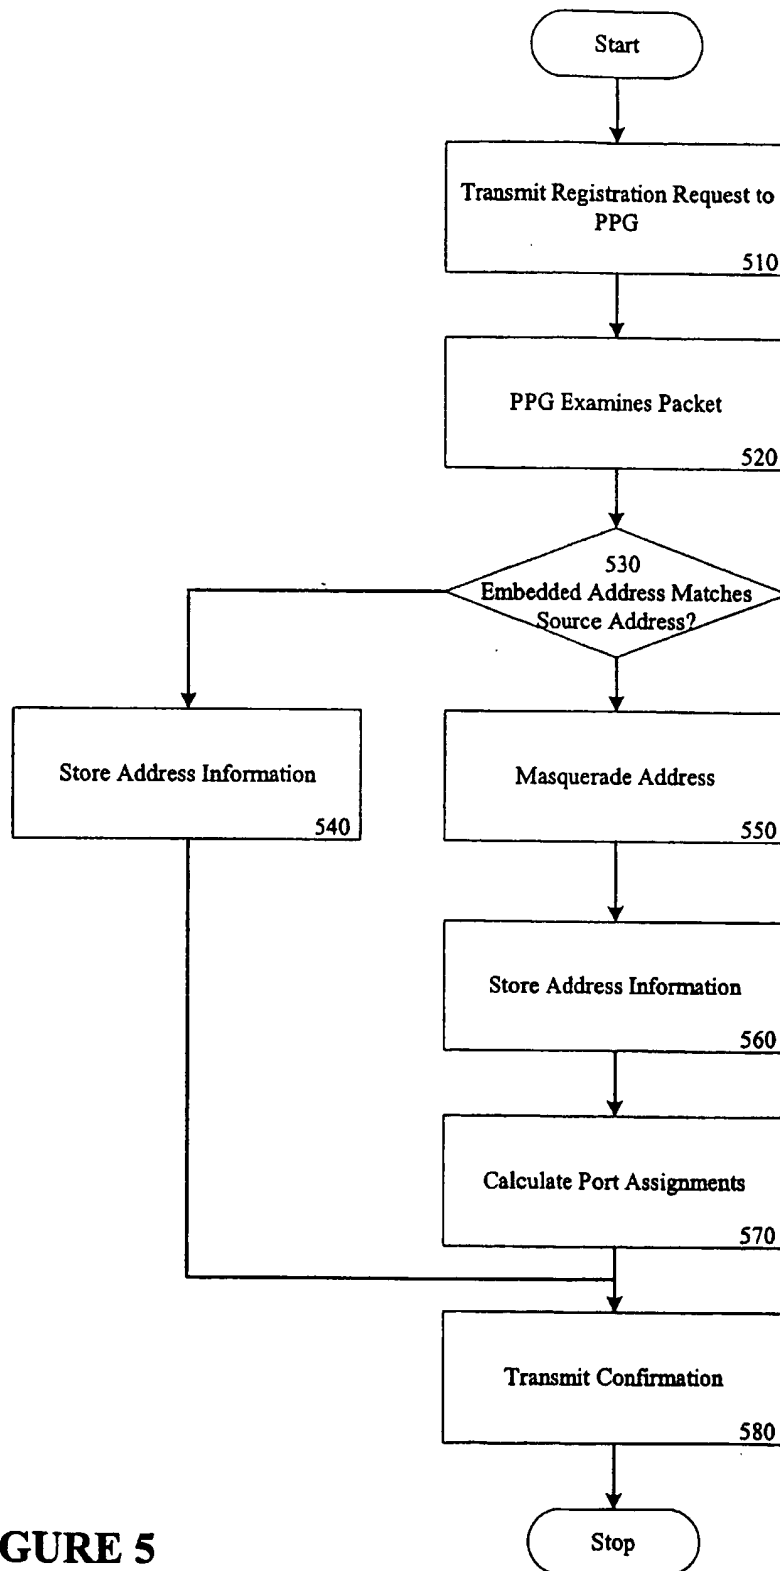 Start
Transmit Registration Request to
PPG
510
PPG Examines Packet
520
530
Embedded Address Matches
Source Address?
Store Address Information
540
Masquerade Address
550
Store Address Information
560
Calculate Port Assignments
570
Transmit Confirmation
580
Stop
GURE 5